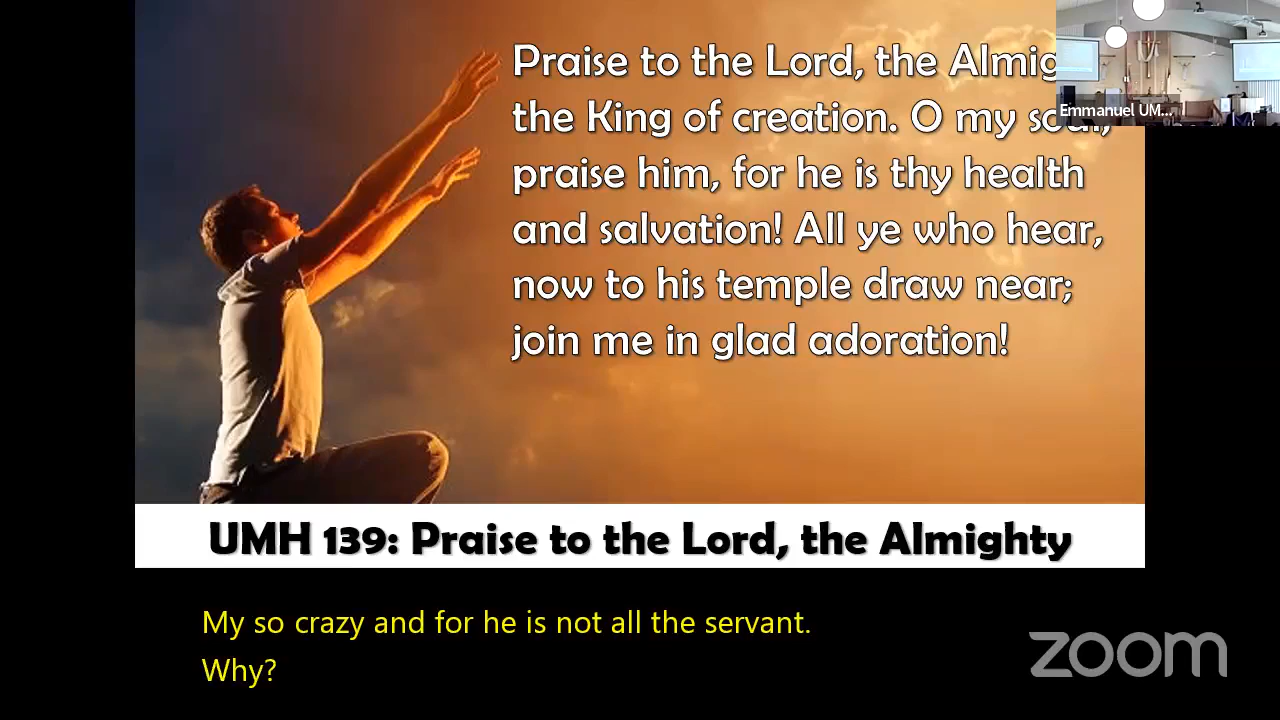 Praise to the Lord, the Almig
the King of creation. O my soul,
praise him, for he is thy health
and salvation! All ye who hear,
now to his temple draw near;
join me in glad adoration!
Emmanuel UM...
UMH 139: Praise to the Lord, the Almighty
My so crazy and for he is not all the servant.
Why?
zoom